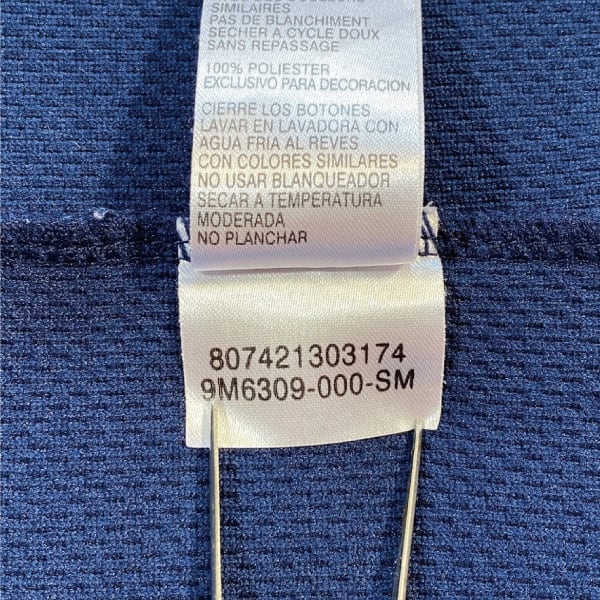 SIMILAIRES
PAS DE BLANCHIMENT
SECHER A CYCLE DOUX
SANS REPASSAGE
100% POLIESTER
EXCLUSIVO PARA DECORACION
CIERRE LOS BOTONES
LAVAR EN LAVADORA CON
AGUA FRIA AL REVES
CON COLORES SIMILARES
NO USAR BLANQUEADOR
SECAR A TEMPERATURA
MODERADA
NO PLANCHAR
807421303174
9M6309-000-SM